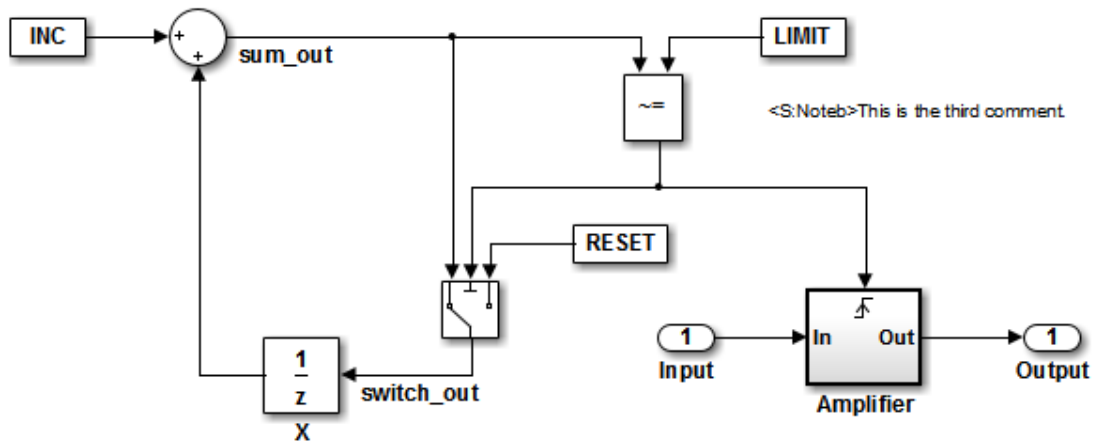 INC
+
+
sum_out
LIMIT
~=
<S:Noteb>This is the third comment.
RESET
1
Input
In
Out
Amplifier
1
Output
1
z
X
switch_out